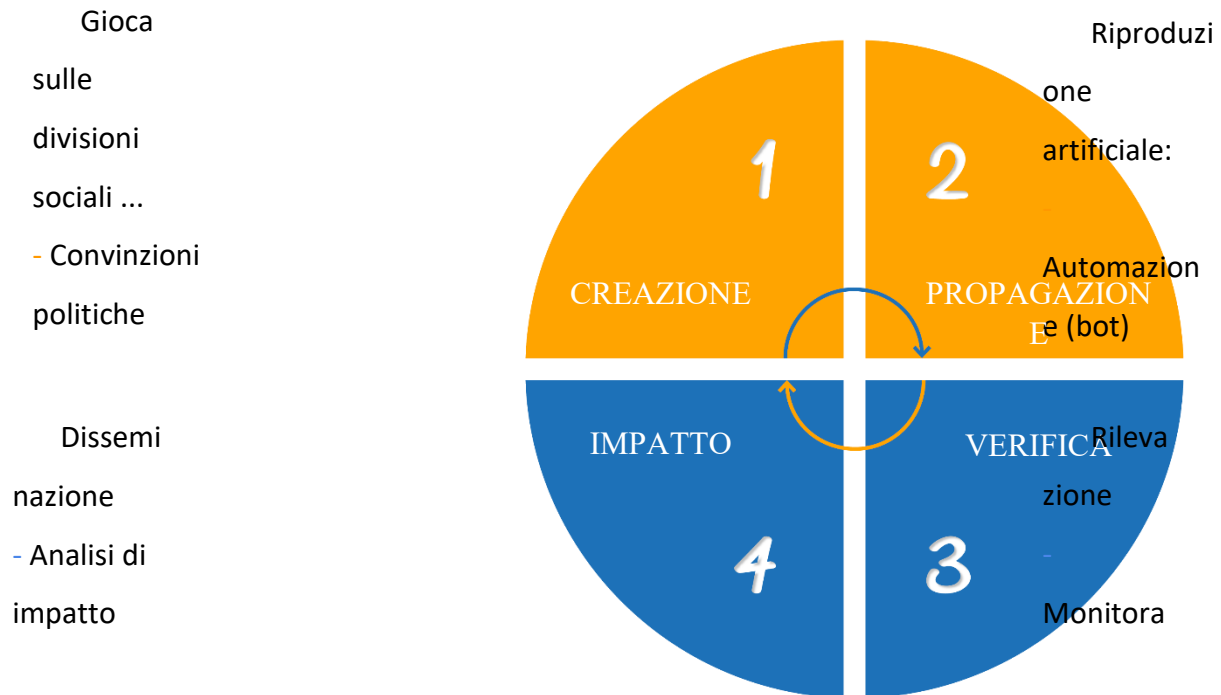 Gioca
sulle
divisioni
sociali ...
- Convinzioni
politiche
1
CREAZIONE
2
PROPAGAZION
E
Riproduzi
one
artificiale:
-
Automazion
e (bot)
Dissemi
nazione
- Analisi di
impatto
IMPATTO
4
VERIFICA
3
Rileva
zione
-
Monitora